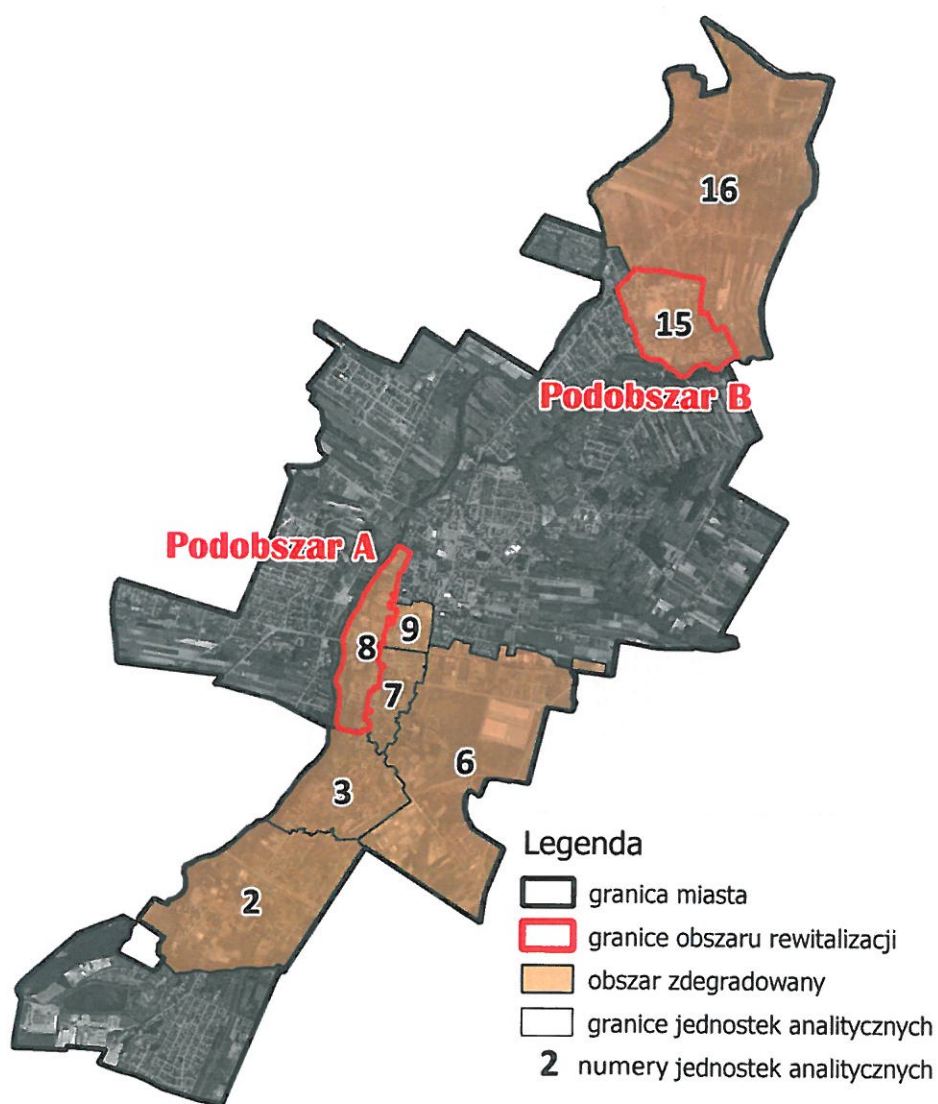 16
15
Podobszar B
Podobszar A
9
8
7
6
3
2
Legenda
granica miasta
granice obszaru rewitalizacji
obszar zdegradowany
granice jednostek analitycznych
2 numery jednostek analitycznych